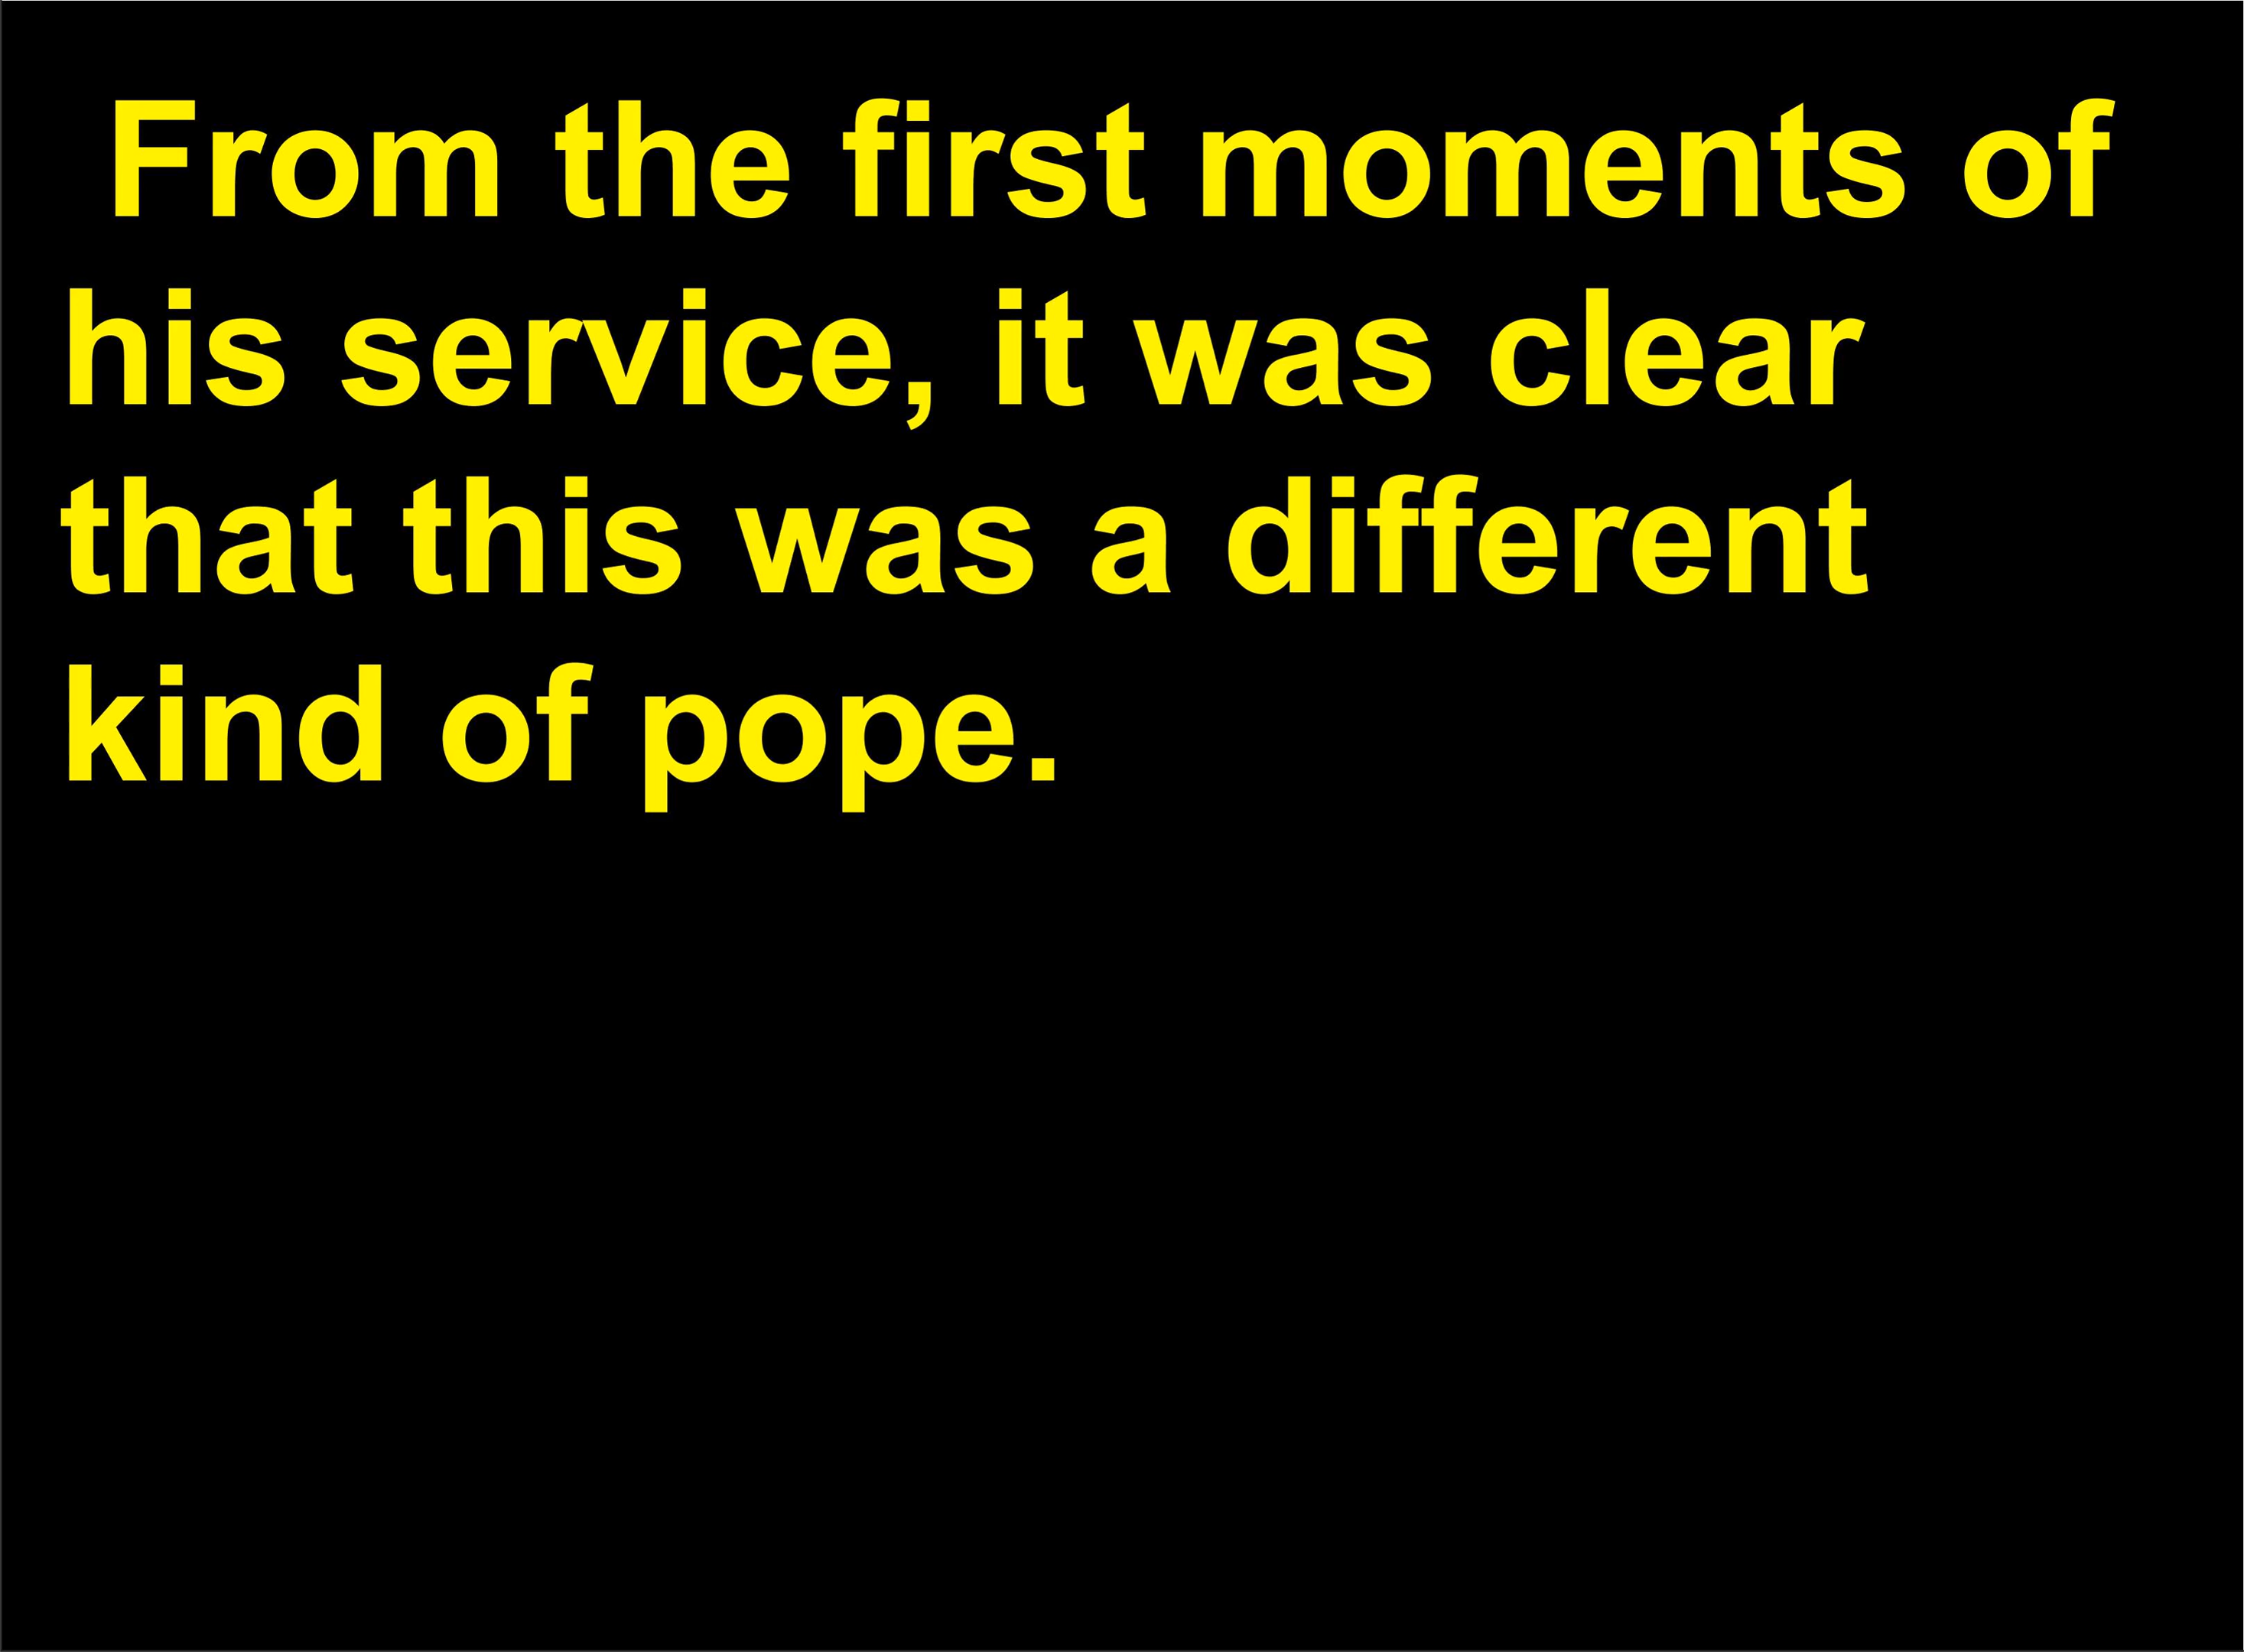 From the first moments of
his service, it was clear
that this was a different
kind of pope.